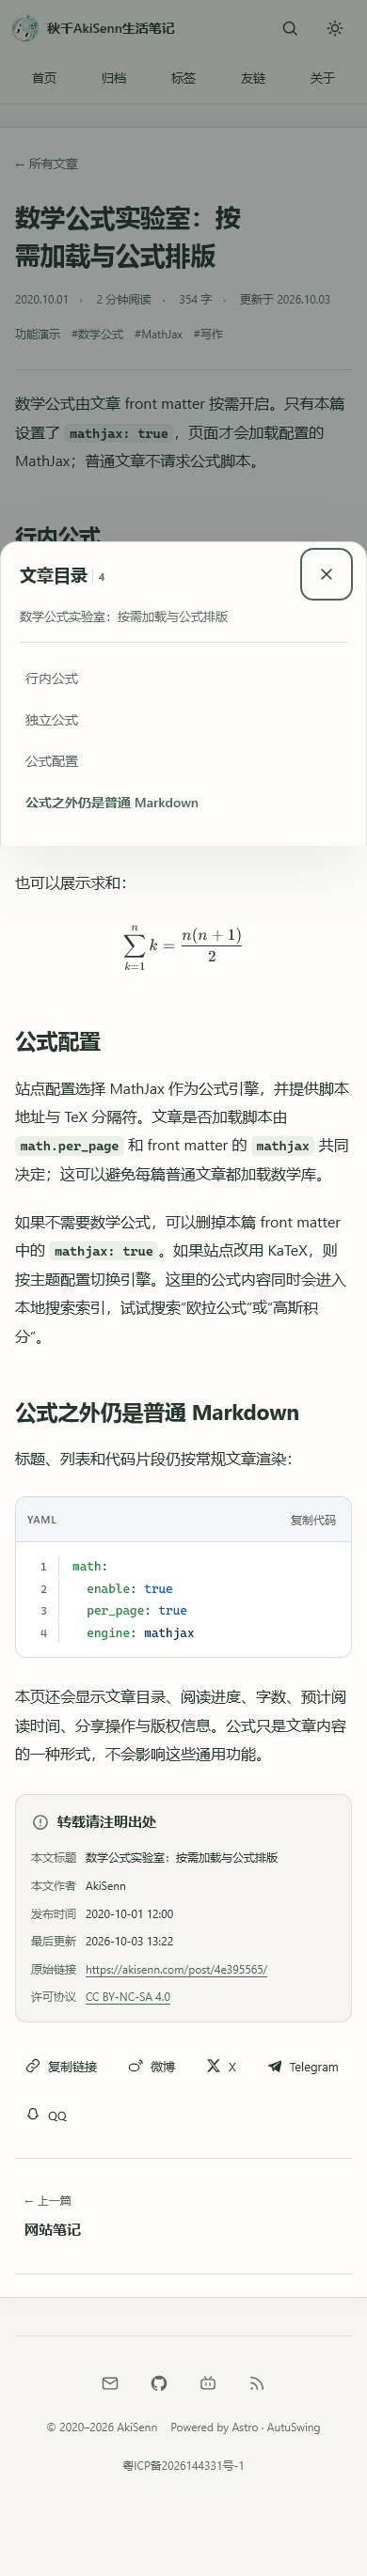 秋千AkiSenn生活笔记
首页 归档 标签 友链 关于
← 所有文章
数学公式实验室：按
需加载与公式排版
2020.10.01 · 2 分钟阅读 · 354 字 · 更新于 2026.10.03
功能演示 #数学公式 #MathJax #写作
数学公式由文章 front matter 按需开启。只有本篇
设置了 mathjax: true，页面才会加载配置的
MathJax；普通文章不请求公式脚本。
行内公式
文章目录 4
数学公式实验室：按需加载与公式排版
行内公式
独立公式
公式配置
公式之外仍是普通 Markdown
也可以展示求和：
∑_{k=1}^{n} k = n(n + 1)/2
公式配置
站点配置选择 MathJax 作为公式引擎，并提供脚本
地址与 TeX 分隔符。文章是否加载脚本由
math.per_page 和 front matter 的 mathjax 共同
决定；这可以避免每篇普通文章都加载数学库。
如果不需要数学公式，可以删掉本篇 front matter
中的 mathjax: true。如果站点改用 KaTeX，则
按主题配置切换引擎。这里的公式内容同时会进入
本地搜索索引，试试搜索“欧拉公式”或“高斯积
分”。
公式之外仍是普通 Markdown
标题、列表和代码片段仍按常规文章渲染：
YAML 复制代码
1 math:
2 enable: true
3 per_page: true
4 engine: mathjax
本页还会显示文章目录、阅读进度、字数、预计阅
读时间、分享操作与版权信息。公式只是文章内容
的一种形式，不会影响这些通用功能。
转载请注明出处
本文标题 数学公式实验室：按需加载与公式排版
本文作者 AkiSenn
发布时间 2020-10-01 12:00
最后更新 2026-10-03 13:22
原始链接 https://akisenn.com/post/4e395565/
许可协议 CC BY-NC-SA 4.0
复制链接 微博 X Telegram
QQ
← 上一篇
网站笔记
© 2020–2026 AkiSenn Powered by Astro · AutuSwing
粤ICP备2026144331号-1